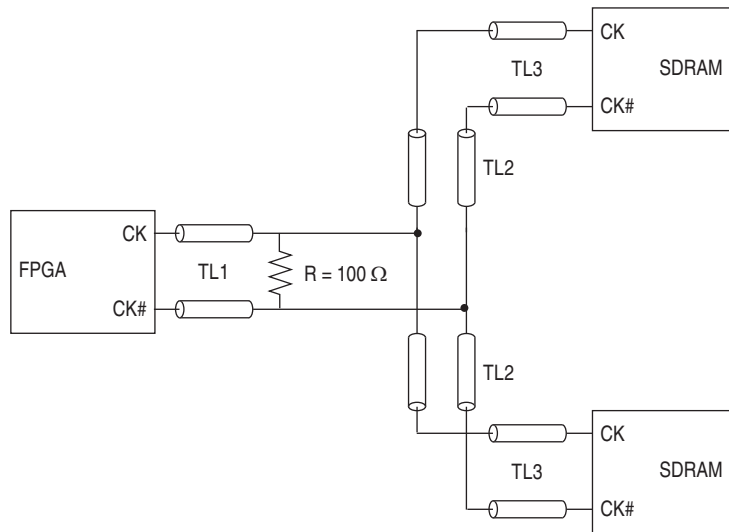 CK
SDRAM
TL3
CK#
TL2
CK
FPGA
TL1
R = 100 Ω
CK#
TL2
CK
SDRAM
TL3
CK#